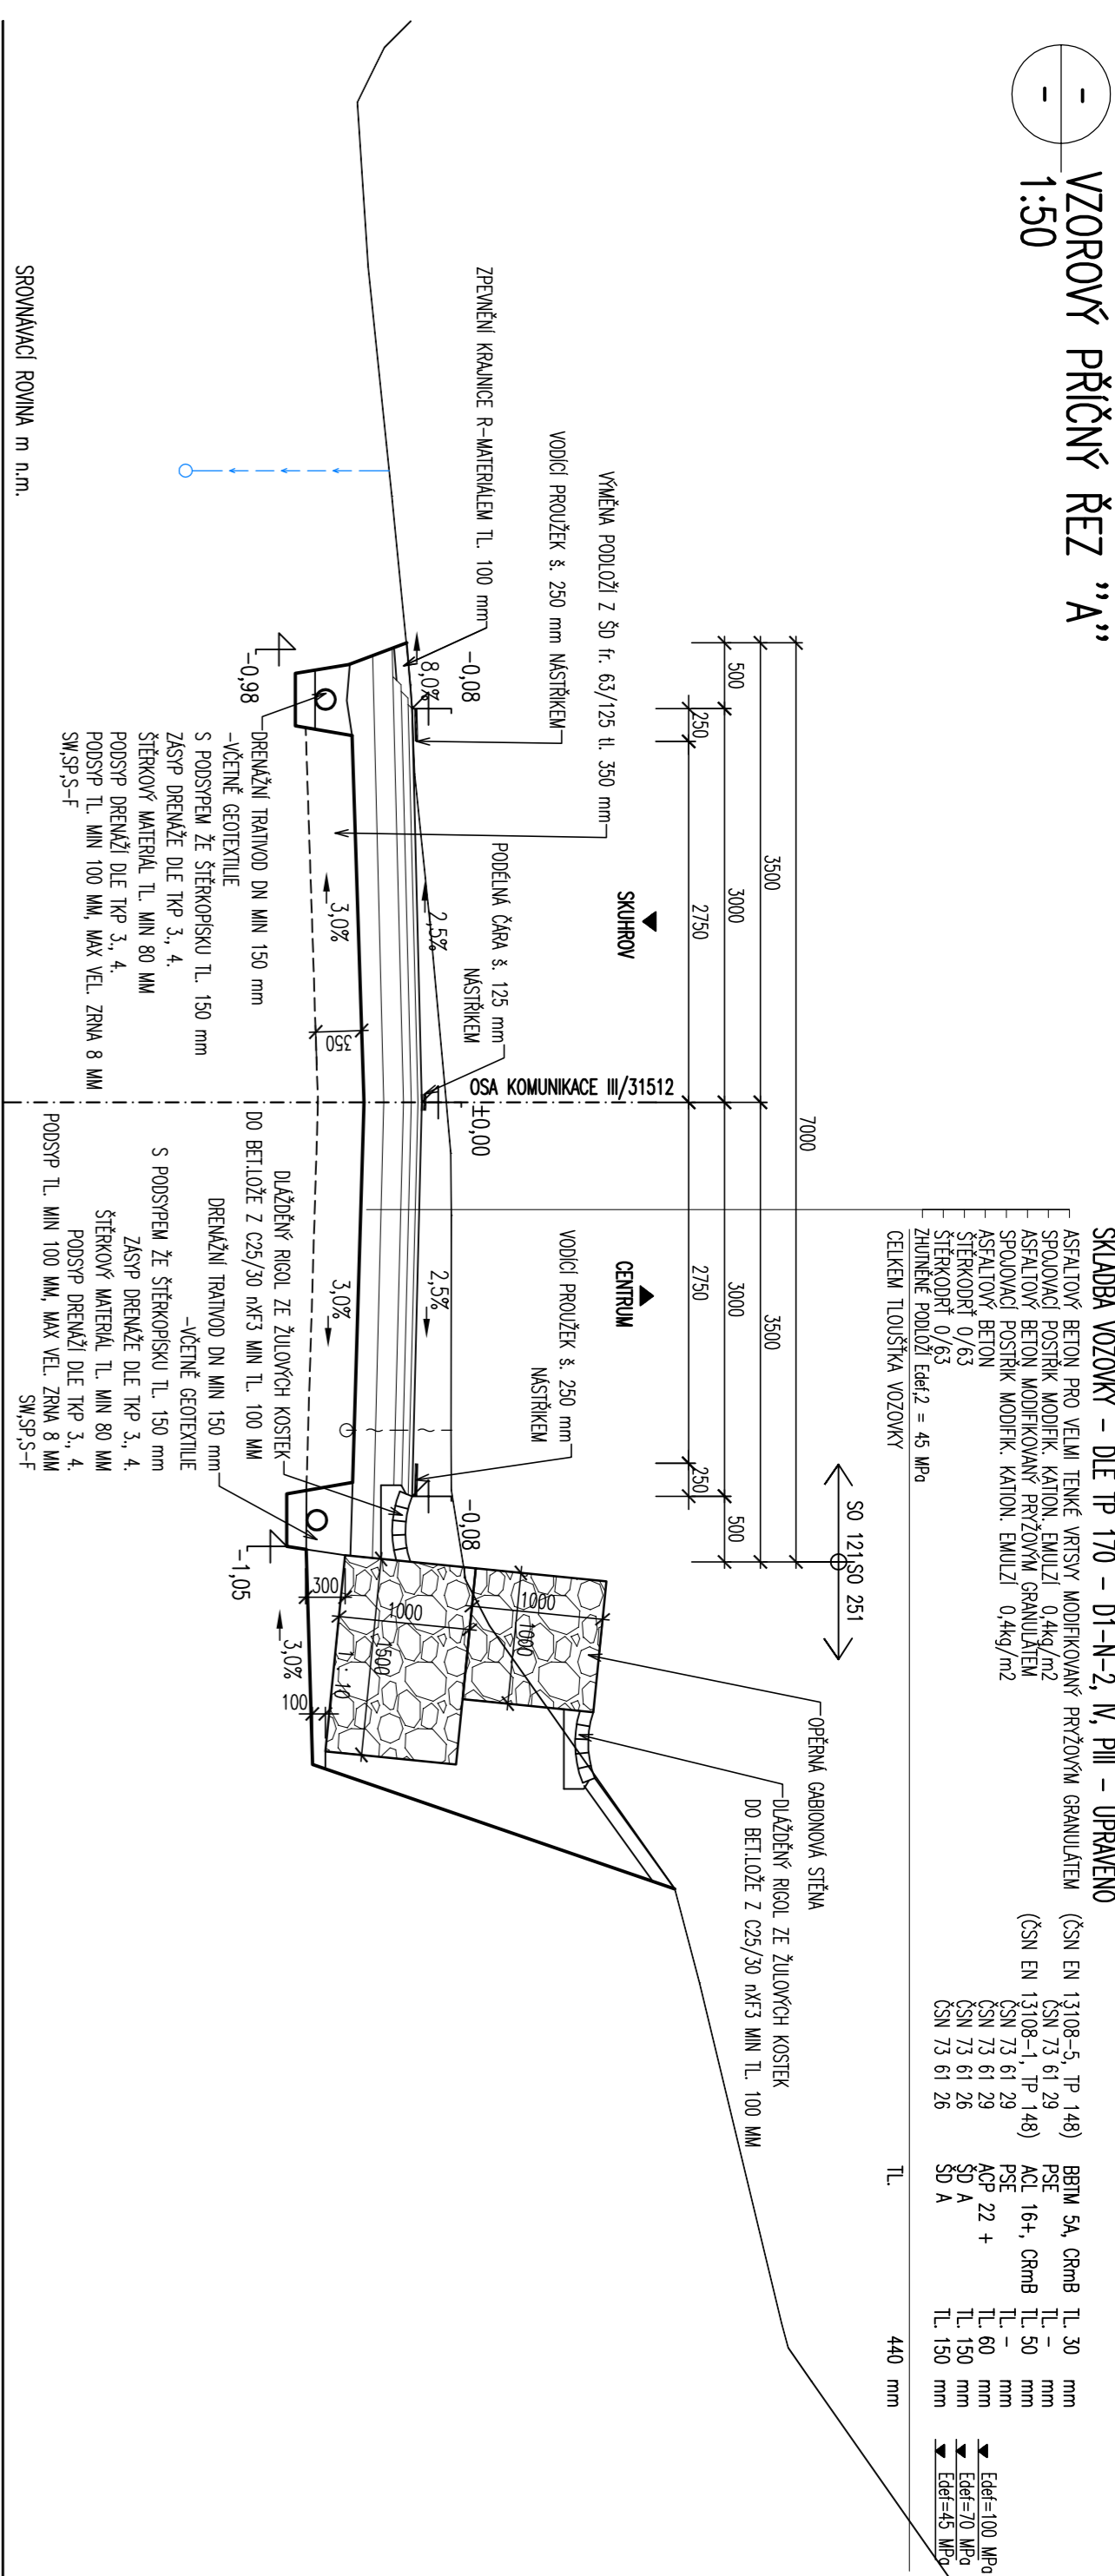 -
-
VZOROVÝ PŘÍČNÝ ŘEZ ''A''
1:50
SKLADBA VOZOVKY - DLE TP 170 - D1-N-2, IV, PIII - UPRAVENO
ASFALTOVÝ BETON PRO VELMI TENKÉ VRTSVY MODIFIKOVANÝ PRYŽOVÝM GRANULÁTEM (ČSN EN 13108-5, TP 148) BBTM 5A, CRmB TL. 30 mm
SPOJOVACÍ POSTŘIK MODIFIK. KATION. EMULZÍ 0,4kg/m2 ČSN 73 61 29 PSE TL. - mm
ASFALTOVÝ BETON MODIFIKOVANÝ PRYŽOVÝM GRANULÁTEM (ČSN EN 13108-1, TP 148) ACL 16+, CRmB TL. 50 mm
SPOJOVACÍ POSTŘIK MODIFIK. KATION. EMULZÍ 0,4kg/m2 ČSN 73 61 29 PSE TL. - mm
ASFALTOVÝ BETON ČSN 73 61 29 ACP 22 + TL. 60 mm Edef=100 MPa
ŠTĚRKODRŤ 0/63 ČSN 73 61 26 ŠD A TL. 150 mm Edef=70 MPa
ŠTĚRKODRŤ 0/63 ČSN 73 61 26 ŠD A TL. 150 mm Edef=45 MPa
ZHUTNĚNÉ PODLOŽÍ Edef,2 = 45 MPa
CELKEM TLOUŠŤKA VOZOVKY TL. 440 mm
7000
3500
3500
500
3000
3000
500
250
2750
2750
250
SO 121
SO 251
SKUHROV
CENTRUM
OSA KOMUNIKACE III/31512
VÝMĚNA PODLOŽÍ Z ŠD fr. 63/125 tl. 350 mm
VODÍCÍ PROUŽEK š. 250 mm NÁSTŘIKEM
ZPEVNĚNÍ KRAJNICE R-MATERIÁLEM TL. 100 mm
PODÉLNÁ ČÁRA š. 125 mm
NÁSTŘIKEM
VODÍCÍ PROUŽEK š. 250 mm
NÁSTŘIKEM
OPĚRNÁ GABIONOVÁ STĚNA
DLÁŽDĚNÝ RIGOL ZE ŽULOVÝCH KOSTEK
DO BET.LOŽE Z C25/30 nXF3 MIN TL. 100 MM
-0,08
±0,00
-0,08
8,0%
2,5%
2,5%
3,0%
3,0%
3,0%
350
300
100
1000
1000
1000
1500
1 : 10
-0,98
-1,05
DRENÁŽNÍ TRATIVOD DN MIN 150 mm
-VČETNĚ GEOTEXTILIE
S PODSYPEM ŽE ŠTĚRKOPÍSKU TL. 150 mm
ZÁSYP DRENÁŽE DLE TKP 3., 4.
ŠTĚRKOVÝ MATERIÁL TL. MIN 80 MM
PODSYP DRENÁŽÍ DLE TKP 3., 4.
PODSYP TL. MIN 100 MM, MAX VEL. ZRNA 8 MM
SW,SP,S-F
DLÁŽDĚNÝ RIGOL ZE ŽULOVÝCH KOSTEK
DO BET.LOŽE Z C25/30 nXF3 MIN TL. 100 MM
DRENÁŽNÍ TRATIVOD DN MIN 150 mm
-VČETNĚ GEOTEXTILIE
S PODSYPEM ŽE ŠTĚRKOPÍSKU TL. 150 mm
ZÁSYP DRENÁŽE DLE TKP 3., 4.
ŠTĚRKOVÝ MATERIÁL TL. MIN 80 MM
PODSYP DRENÁŽÍ DLE TKP 3., 4.
PODSYP TL. MIN 100 MM, MAX VEL. ZRNA 8 MM
SW,SP,S-F
SROVNÁVACÍ ROVINA m n.m.